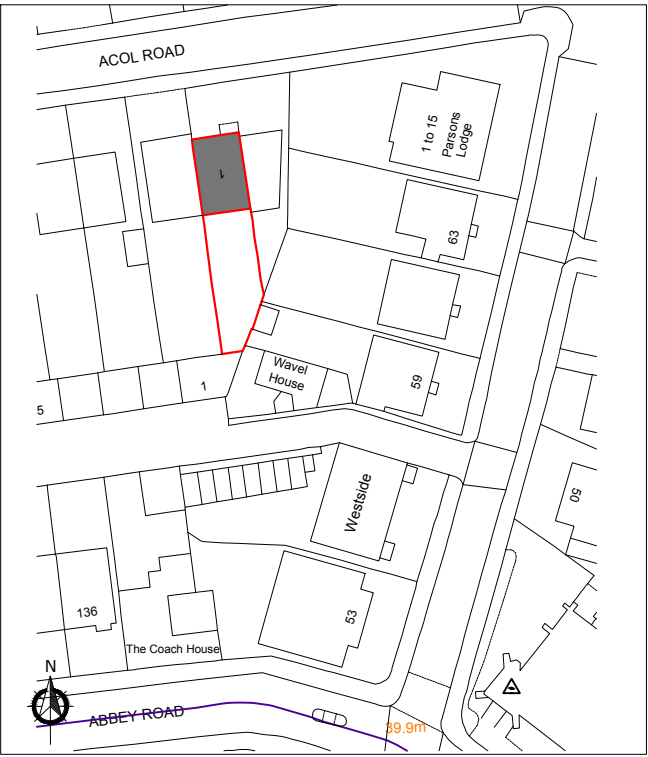 ACOL ROAD
1 to 15
Parsons
Lodge
1
63
Wavel
House
59
1
5
Westside
50
136
53
The Coach House
N
ABBEY ROAD
39.9m